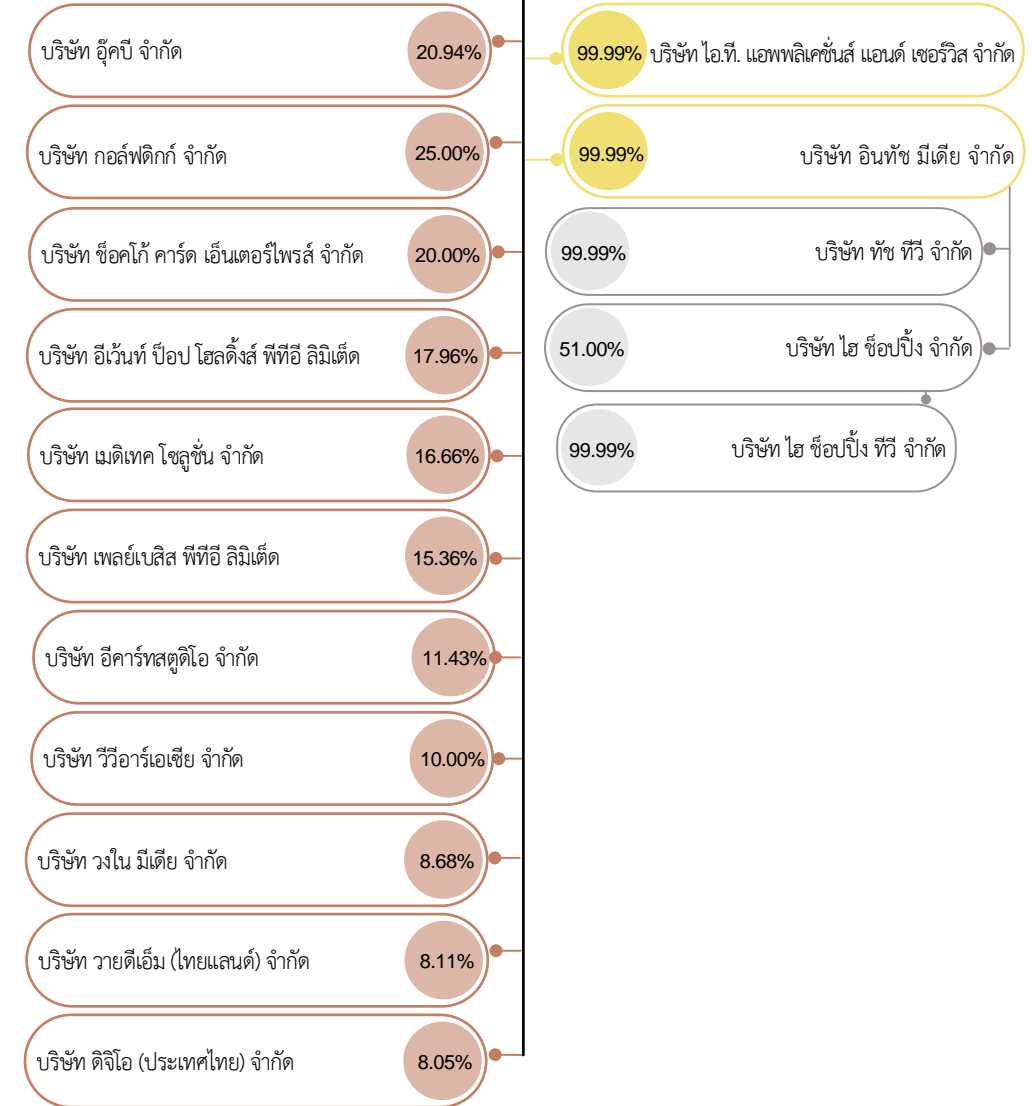 บริษัท อุ๊คบี จำกัด 20.94%
บริษัท กอล์ฟดิกก์ จำกัด 25.00%
บริษัท ช็อคโก้ คาร์ด เอ็นเตอร์ไพรส์ จำกัด 20.00%
บริษัท อีเว้นท์ ป็อป โฮลดิ้งส์ พีทีอี ลิมิเต็ด 17.96%
บริษัท เมดิเทค โซลูชั่น จำกัด 16.66%
บริษัท เพลย์เบสิส พีทีอี ลิมิเต็ด 15.36%
บริษัท อีคาร์ทสตูดิโอ จำกัด 11.43%
บริษัท วีวีอาร์เอเซีย จำกัด 10.00%
บริษัท วงใน มีเดีย จำกัด 8.68%
บริษัท วายดีเอ็ม (ไทยแลนด์) จำกัด 8.11%
บริษัท ดิจิโอ (ประเทศไทย) จำกัด 8.05%
99.99% บริษัท ไอ.ที. แอพพลิเคชั่นส์ แอนด์ เซอร์วิส จำกัด
99.99% บริษัท อินทัช มีเดีย จำกัด
99.99% บริษัท ทัช ทีวี จำกัด
51.00% บริษัท ไฮ ช็อปปิ้ง จำกัด
99.99% บริษัท ไฮ ช็อปปิ้ง ทีวี จำกัด